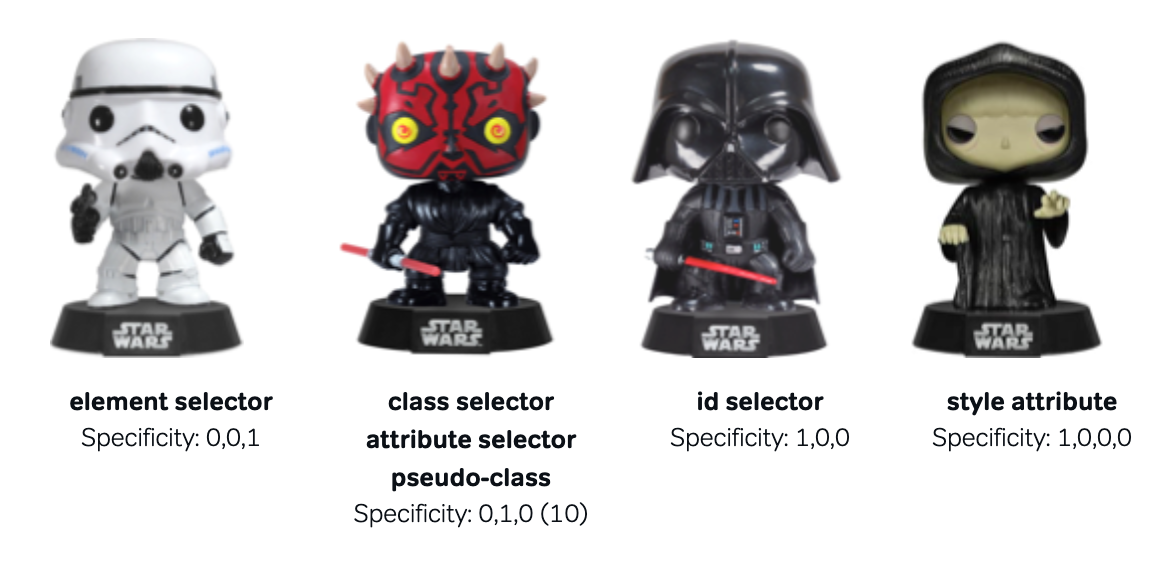 STAR
WARS
STAR
WARS
STAR
WARS
STAR
WARS
element selector
Specificity: 0,0,1
class selector
attribute selector
pseudo-class
Specificity: 0,1,0 (10)
id selector
Specificity: 1,0,0
style attribute
Specificity: 1,0,0,0